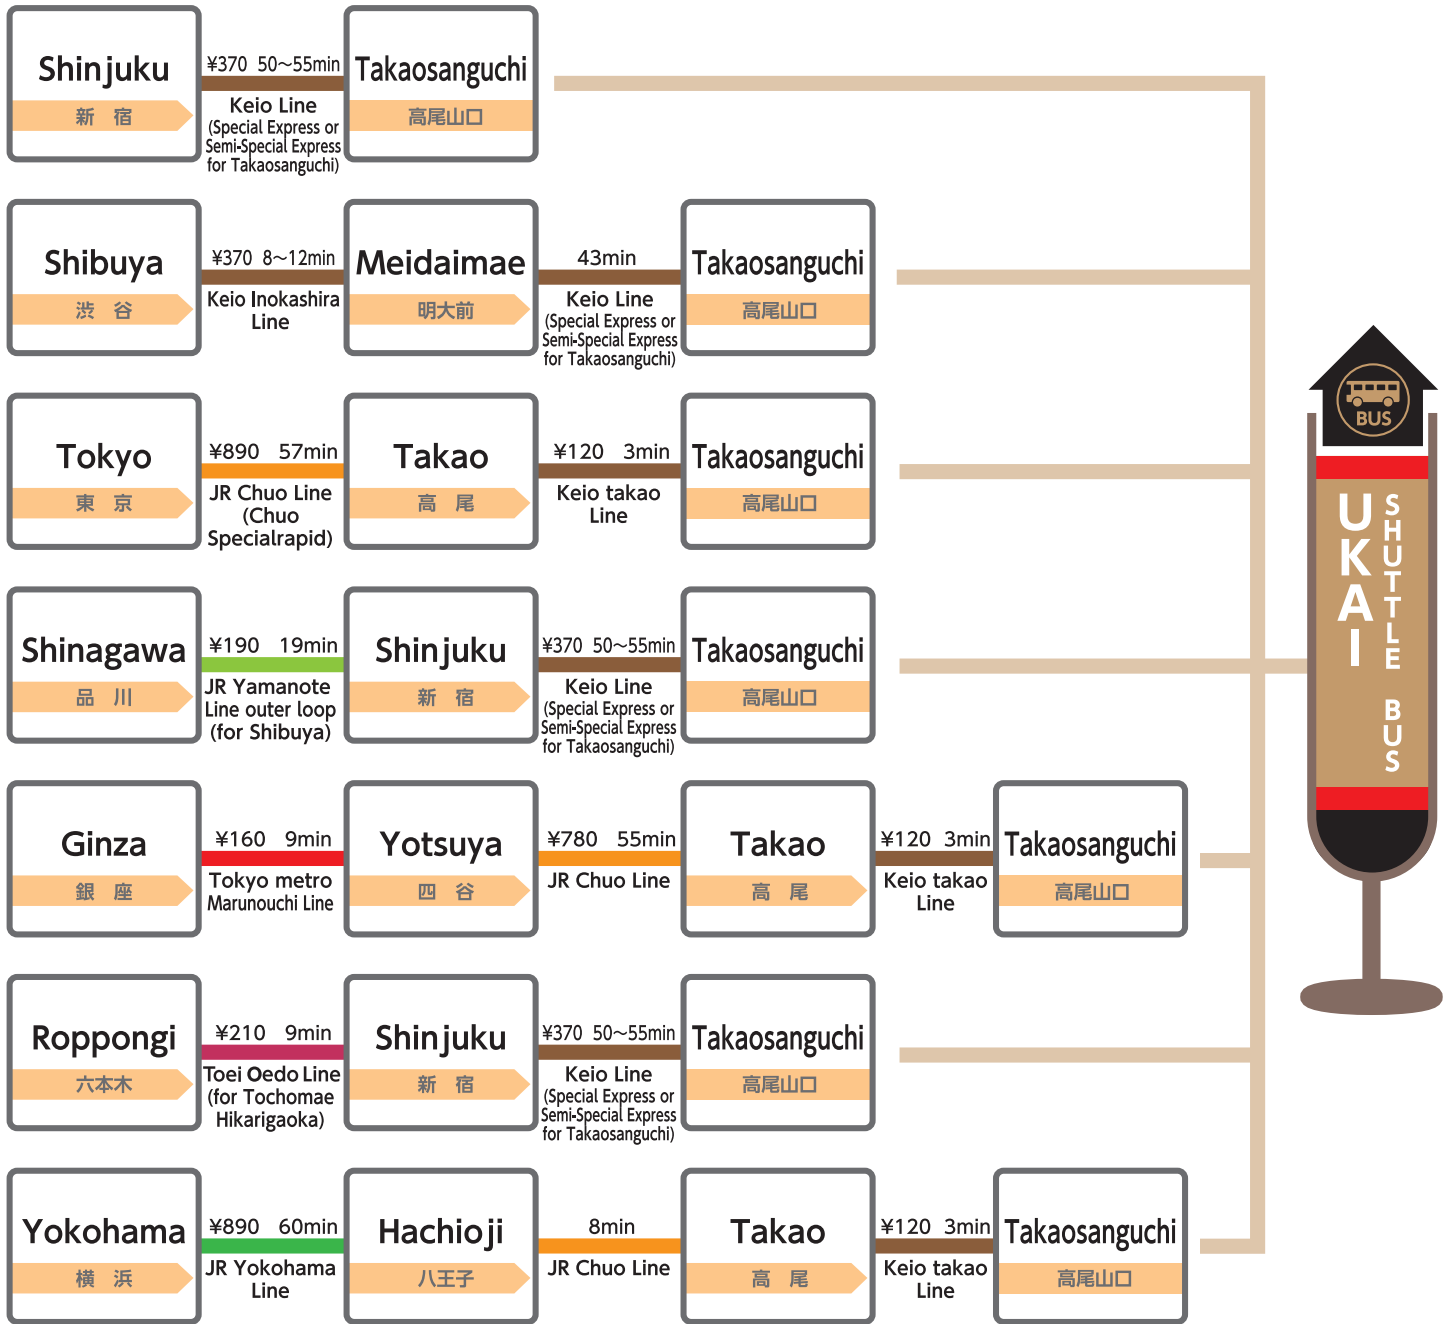 Shinjuku
新 宿
¥370 50~55min
Keio Line
(Special Express or
Semi-Special Express
for Takaosanguchi)
Takaosanguchi
高尾山口
Shibuya
渋 谷
¥370 8~12min
Keio Inokashira
Line
Meidaimae
明大前
43min
Keio Line
(Special Express or
Semi-Special Express
for Takaosanguchi)
Takaosanguchi
高尾山口
Tokyo
東 京
¥890 57min
JR Chuo Line
(Chuo
Specialrapid)
Takao
高 尾
¥120 3min
Keio takao
Line
Takaosanguchi
高尾山口
Shinagawa
品 川
¥190 19min
JR Yamanote
Line outer loop
(for Shibuya)
Shinjuku
新 宿
¥370 50~55min
Keio Line
(Special Express or
Semi-Special Express
for Takaosanguchi)
Takaosanguchi
高尾山口
Ginza
銀 座
¥160 9min
Tokyo metro
Marunouchi Line
Yotsuya
四 谷
¥780 55min
JR Chuo Line
Takao
高 尾
¥120 3min
Keio takao
Line
Takaosanguchi
高尾山口
Roppongi
六本木
¥210 9min
Toei Oedo Line
(for Tochomae
Hikarigaoka)
Shinjuku
新 宿
¥370 50~55min
Keio Line
(Special Express or
Semi-Special Express
for Takaosanguchi)
Takaosanguchi
高尾山口
Yokohama
横 浜
¥890 60min
JR Yokohama
Line
Hachioji
八王子
8min
JR Chuo Line
Takao
高 尾
¥120 3min
Keio takao
Line
Takaosanguchi
高尾山口
BUS
UKAI
SHUTTLE BUS